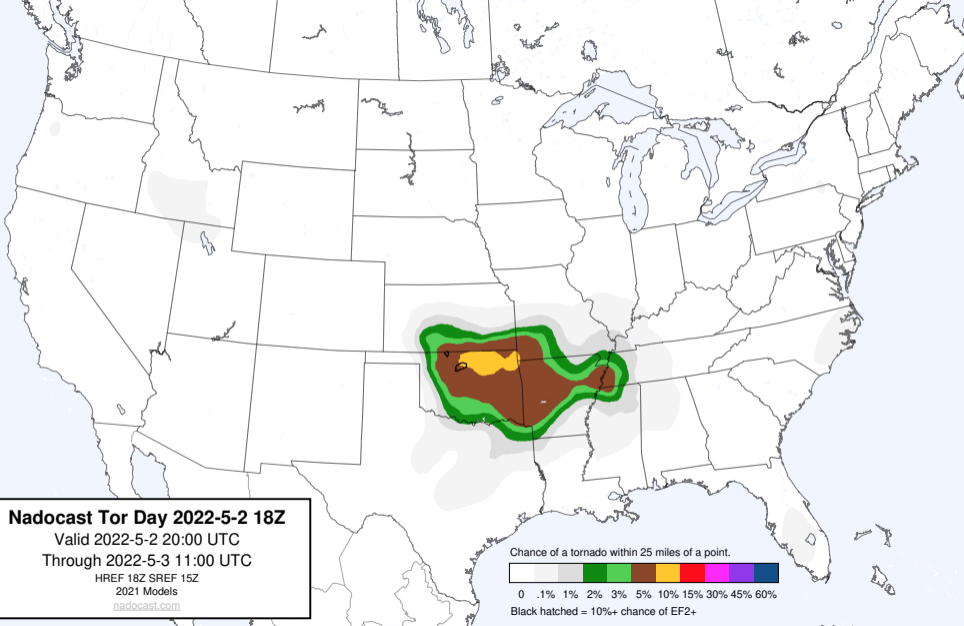 Nadocast Tor Day 2022-5-2 18Z
Valid 2022-5-2 20:00 UTC
Through 2022-5-3 11:00 UTC
HREF 18Z SREF 15Z
2021 Models
nadocast.com
Chance of a tornado within 25 miles of a point.
0 .1% 1% 2% 3% 5% 10% 15% 30% 45% 60%
Black hatched = 10%+ chance of EF2+